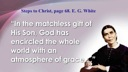 Steps to Christ, page 68, E. G. White
"In the matchless gift of
His Son God has
encircled the whole
world with an
atmosphere of grace